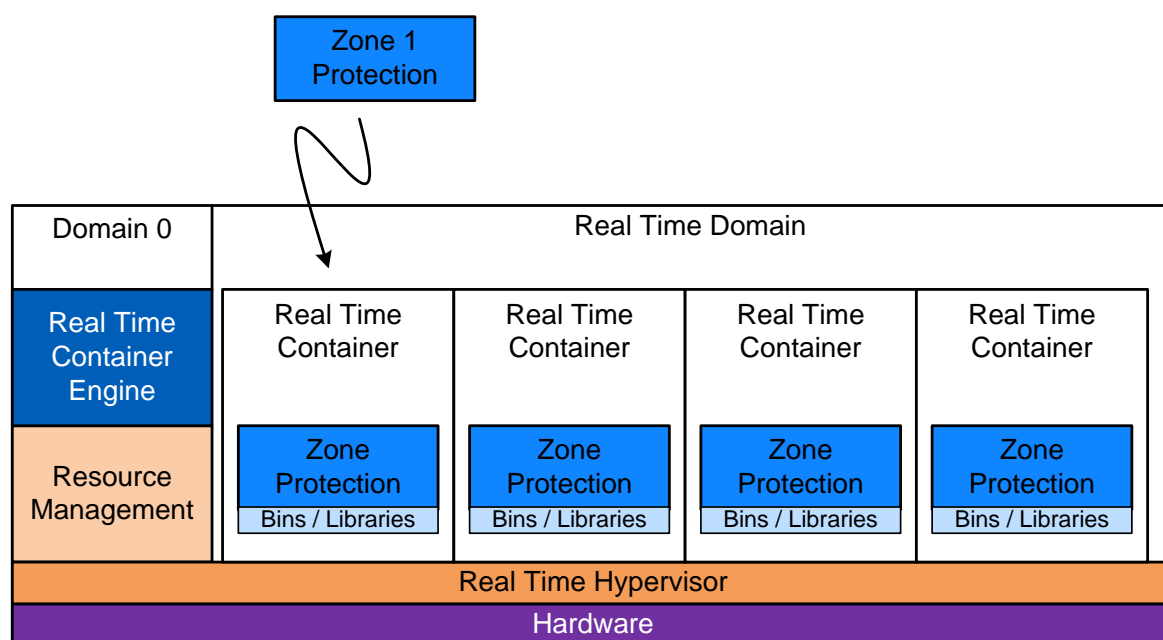 Zone 1
Protection
Domain 0
Real Time Domain
Real Time
Container
Engine
Resource
Management
Real Time
Container
Zone
Protection
Bins / Libraries
Real Time
Container
Zone
Protection
Bins / Libraries
Real Time
Container
Zone
Protection
Bins / Libraries
Real Time
Container
Zone
Protection
Bins / Libraries
Real Time Hypervisor
Hardware